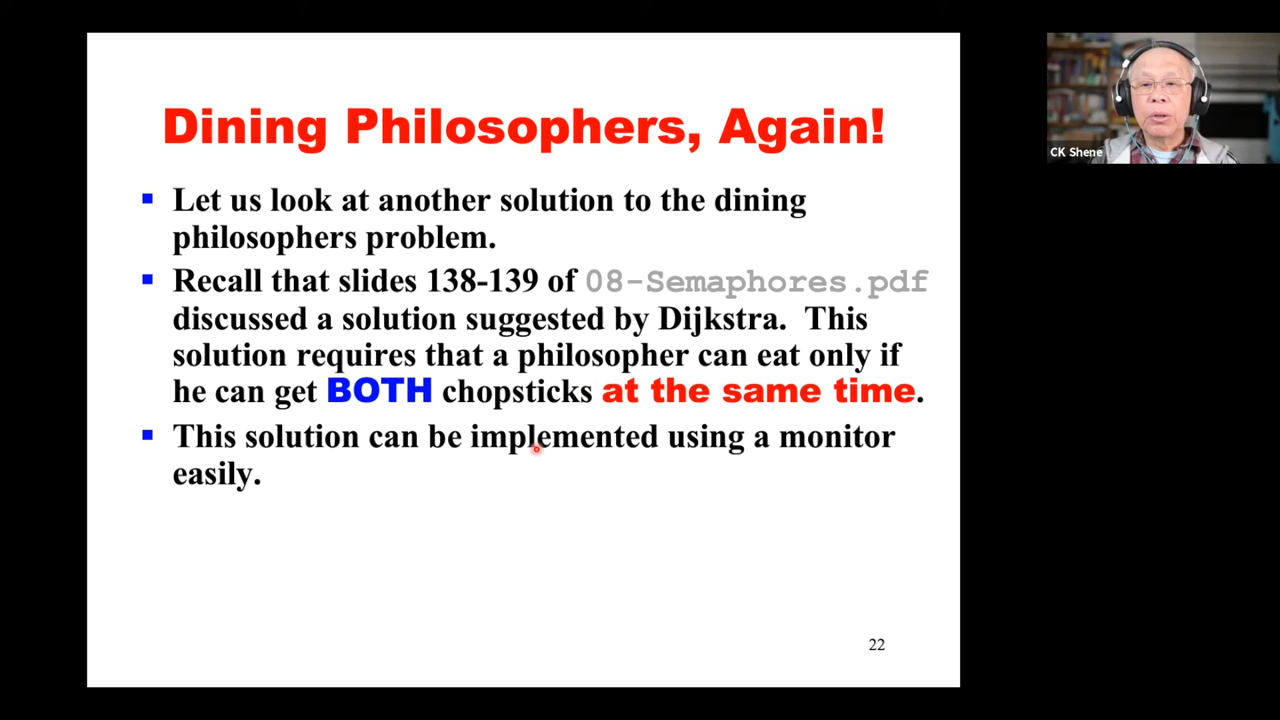 Dining Philosophers, Again!
Let us look at another solution to the dining
philosophers problem.
Recall that slides 138-139 of 08-Semaphores.pdf
discussed a solution suggested by Dijkstra. This
solution requires that a philosopher can eat only if
he can get BOTH chopsticks at the same time.
This solution can be implemented using a monitor
easily.
22
CK Shene